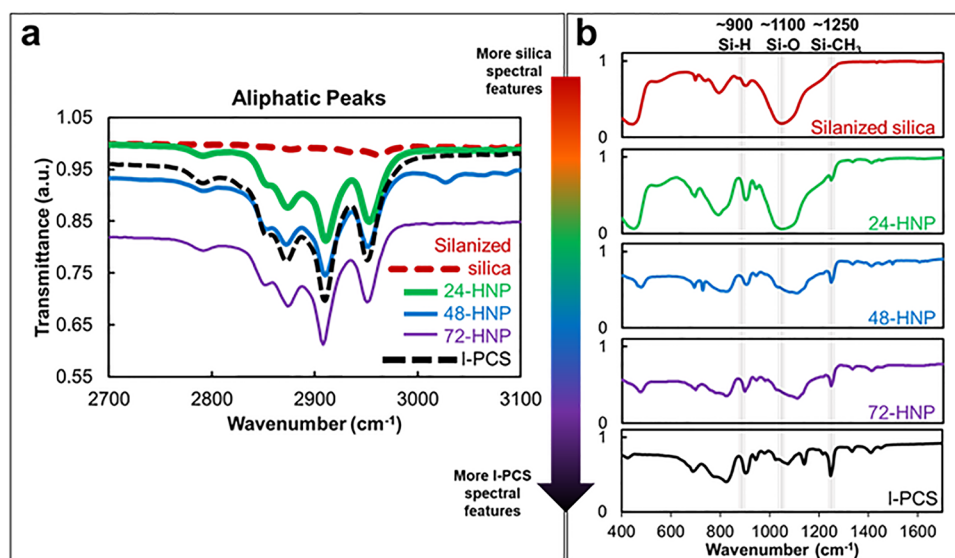 a
Aliphatic Peaks
1.05
0.95
0.85
0.75
0.65
0.55
Transmittance (a.u.)
Silanized
silica
24-HNP
48-HNP
72-HNP
l-PCS
2700
2800
2900
3000
3100
Wavenumber (cm-1)
More silica
spectral
features
More l-PCS
spectral
features
b
~900
~1100
~1250
Si-H
Si-O
Si-CH3
1
0
Silanized silica
1
0
24-HNP
1
0
48-HNP
1
0
72-HNP
1
0
l-PCS
400
600
800
1000
1200
1400
1600
Wavenumber (cm-1)